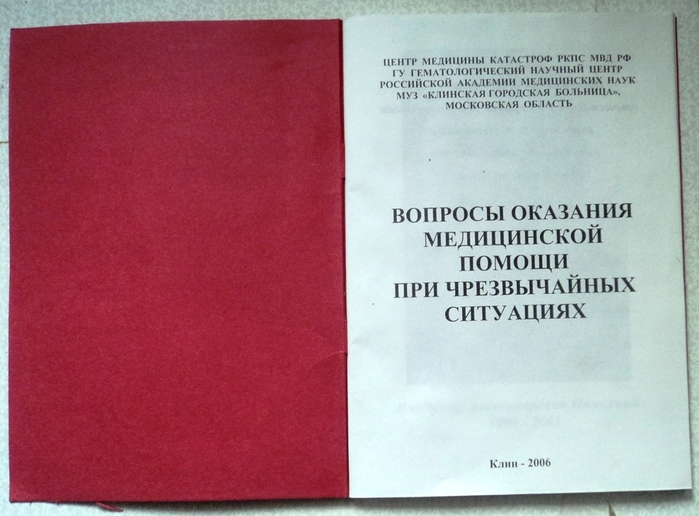 ЦЕНТР МЕДИЦИНЫ КАТАСТРОФ РКПС МВД РФ
ГУ ГЕМАТОЛОГИЧЕСКИЙ НАУЧНЫЙ ЦЕНТР
РОССИЙСКОЙ АКАДЕМИИ МЕДИЦИНСКИХ НАУК
МУЗ «КЛИНСКАЯ ГОРОДСКАЯ БОЛЬНИЦА»,
МОСКОВСКАЯ ОБЛАСТЬ
ВОПРОСЫ ОКАЗАНИЯ
МЕДИЦИНСКОЙ
ПОМОЩИ
ПРИ ЧРЕЗВЫЧАЙНЫХ
СИТУАЦИЯХ
Клин - 2006